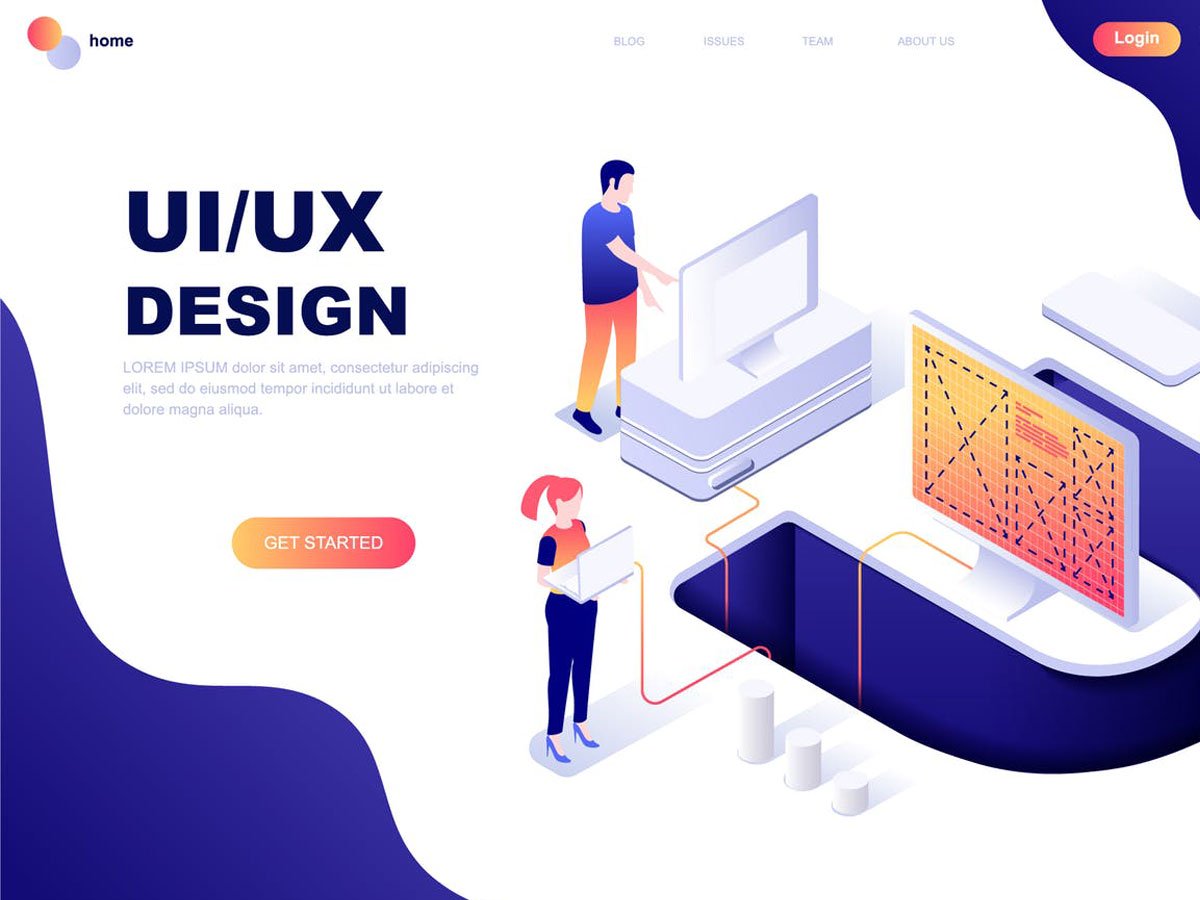 home
BLOG ISSUES TEAM ABOUT US
Login
UI/UX
DESIGN
LOREM IPSUM dolor sit amet, consectetur adipiscing
elit, sed do eiusmod tempor incididunt ut labore et
dolore magna aliqua.
GET STARTED